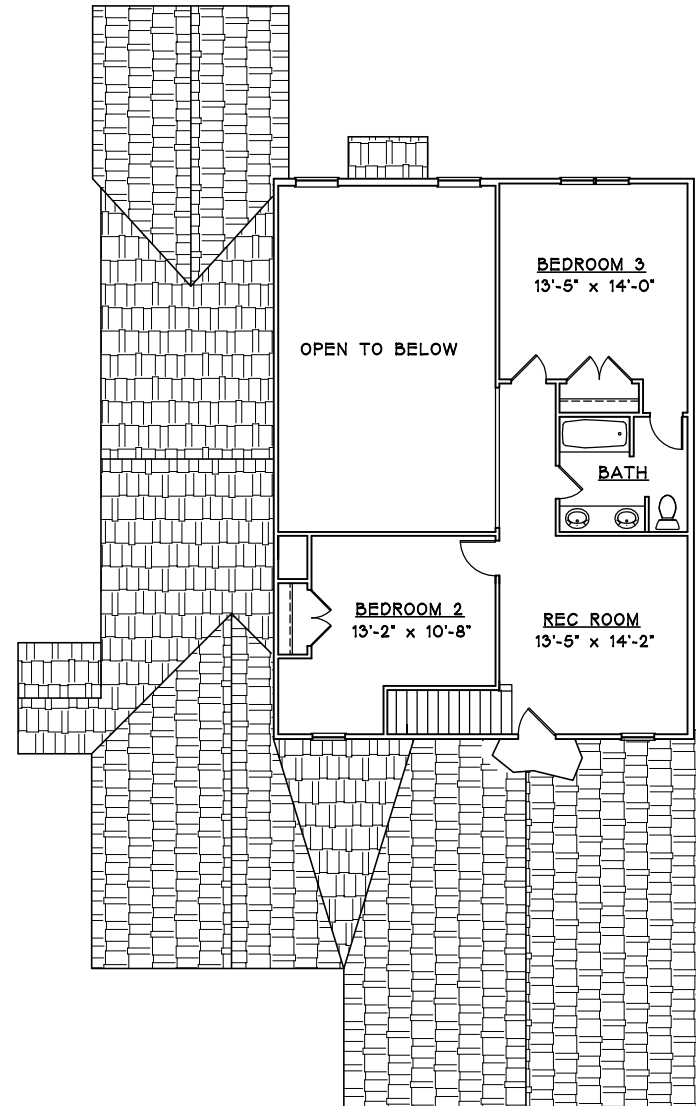 BEDROOM 3
13'-5" x 14'-0"
OPEN TO BELOW
BATH
BEDROOM 2
13'-2" x 10'-8"
REC ROOM
13'-5" x 14'-2"